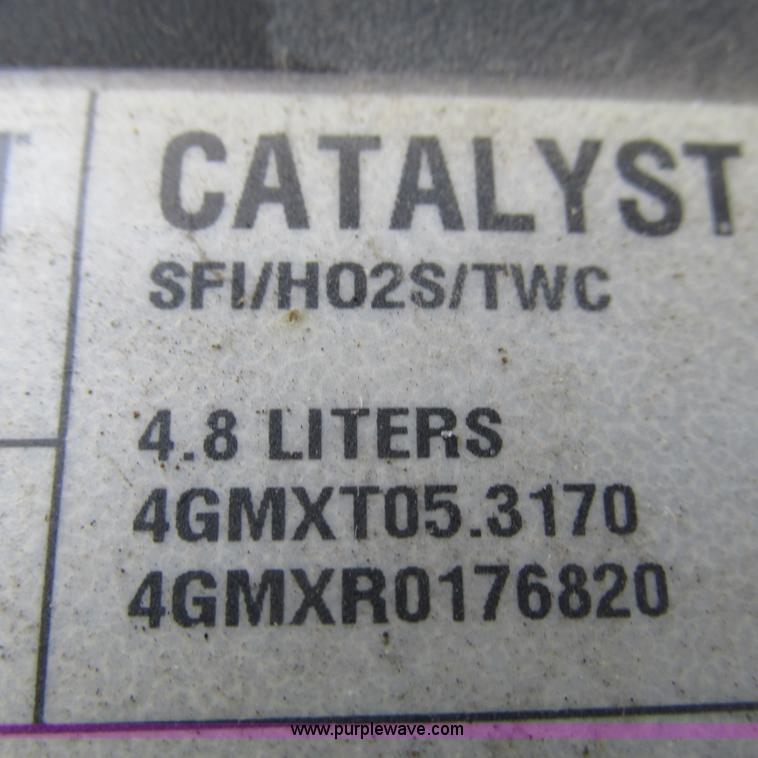 CATALYST
SFI/HO2S/TWC
4.8 LITERS
4GMXT05.3170
4GMXR0176820
www.purplewave.com